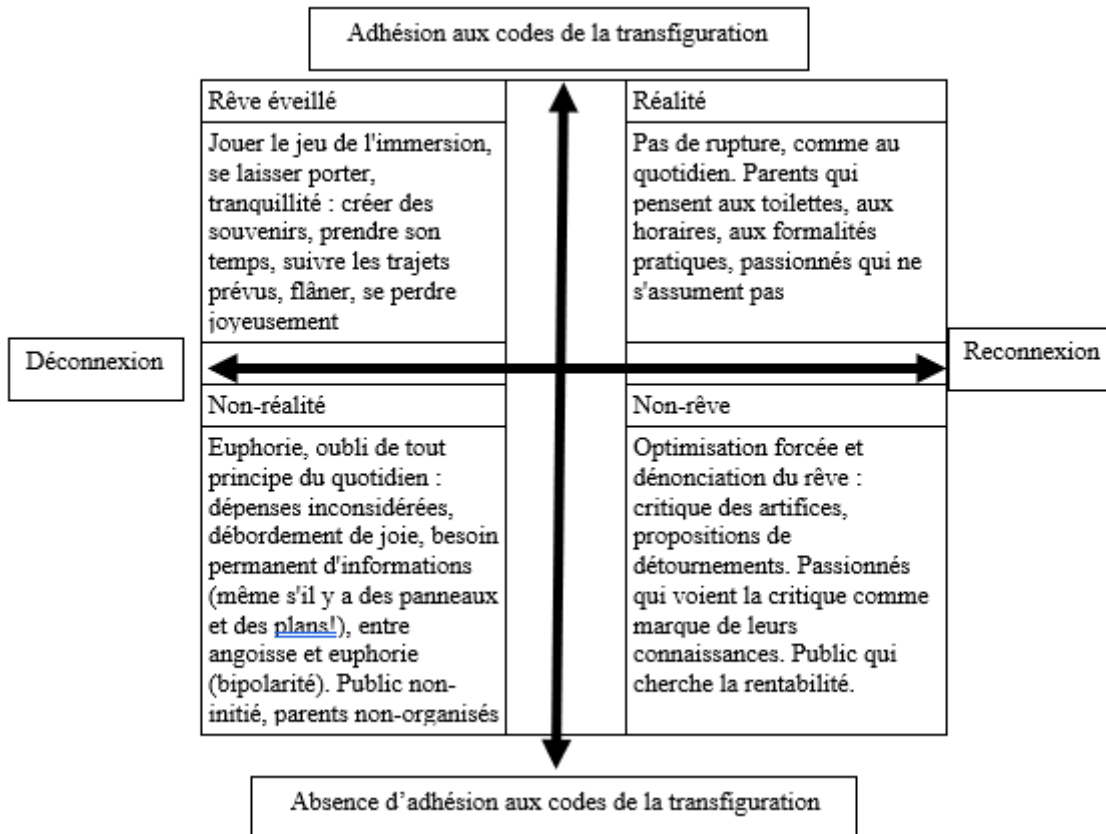 Adhésion aux codes de la transfiguration
Rêve éveillé
Jouer le jeu de l'immersion,
se laisser porter,
tranquillité : créer des
souvenirs, prendre son
temps, suivre les trajets
prévus, flâner, se perdre
joyeusement
Réalité
Pas de rupture, comme au
quotidien. Parents qui
pensent aux toilettes, aux
horaires, aux formalités
pratiques, passionnés qui ne
s'assument pas
Déconnexion
Reconnexion
Non-réalité
Euphorie, oubli de tout
principe du quotidien :
dépenses inconsidérées,
débordement de joie, besoin
permanent d'informations
(même s'il y a des panneaux
et des plans!), entre
angoisse et euphorie
(bipolarité). Public non-
initié, parents non-organisés
Non-rêve
Optimisation forcée et
dénonciation du rêve :
critique des artifices,
propositions de
détournements. Passionnés
qui voient la critique comme
marque de leurs
connaissances. Public qui
cherche la rentabilité.
Absence d’adhésion aux codes de la transfiguration